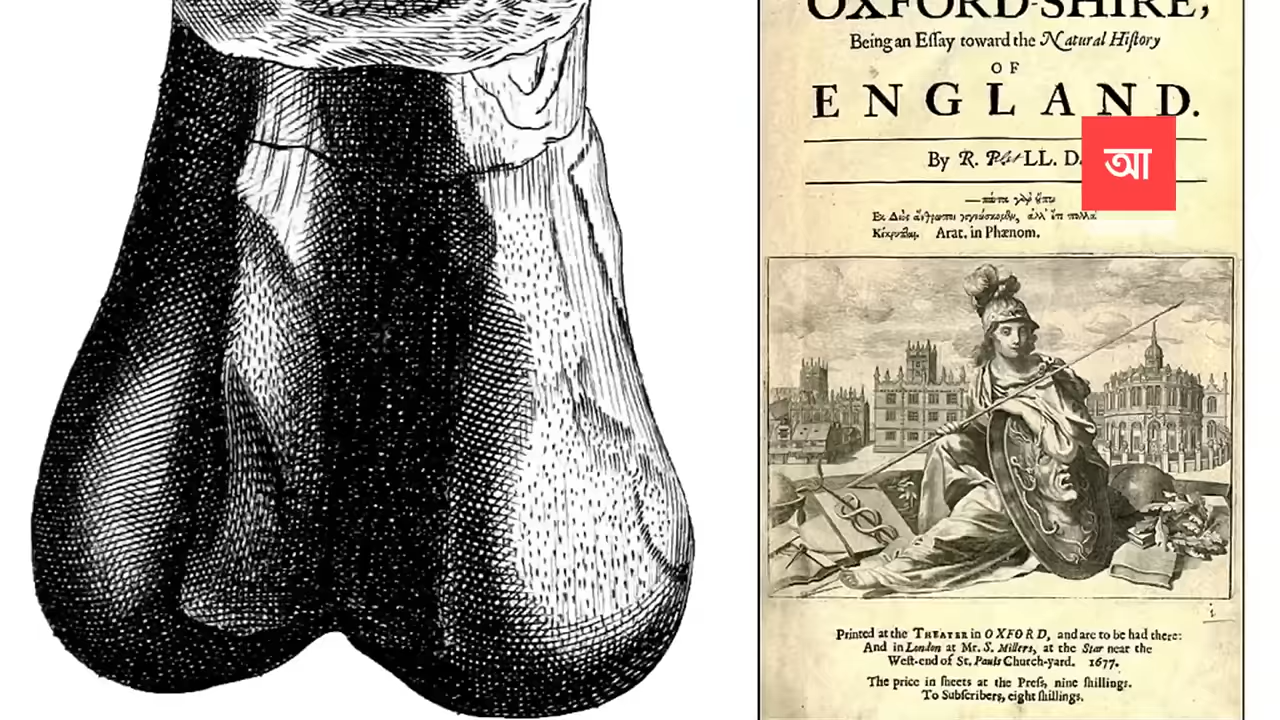 OXFORD-SHIRE,
Being an Eſſay toward the Natural Hiſtory
OF
ENGLAND.
By R. Plot LL. D.
আ
Arat. in Phænom.
Printed at the THEATER in OXFORD, and are to be had there:
And in London at Mr. S. Millers, at the Star near the
Weſt-end of St. Pauls Church-yard. 1677.
The price in ſheets at the Preſs, nine ſhillings.
To Subſcribers, eight ſhillings.